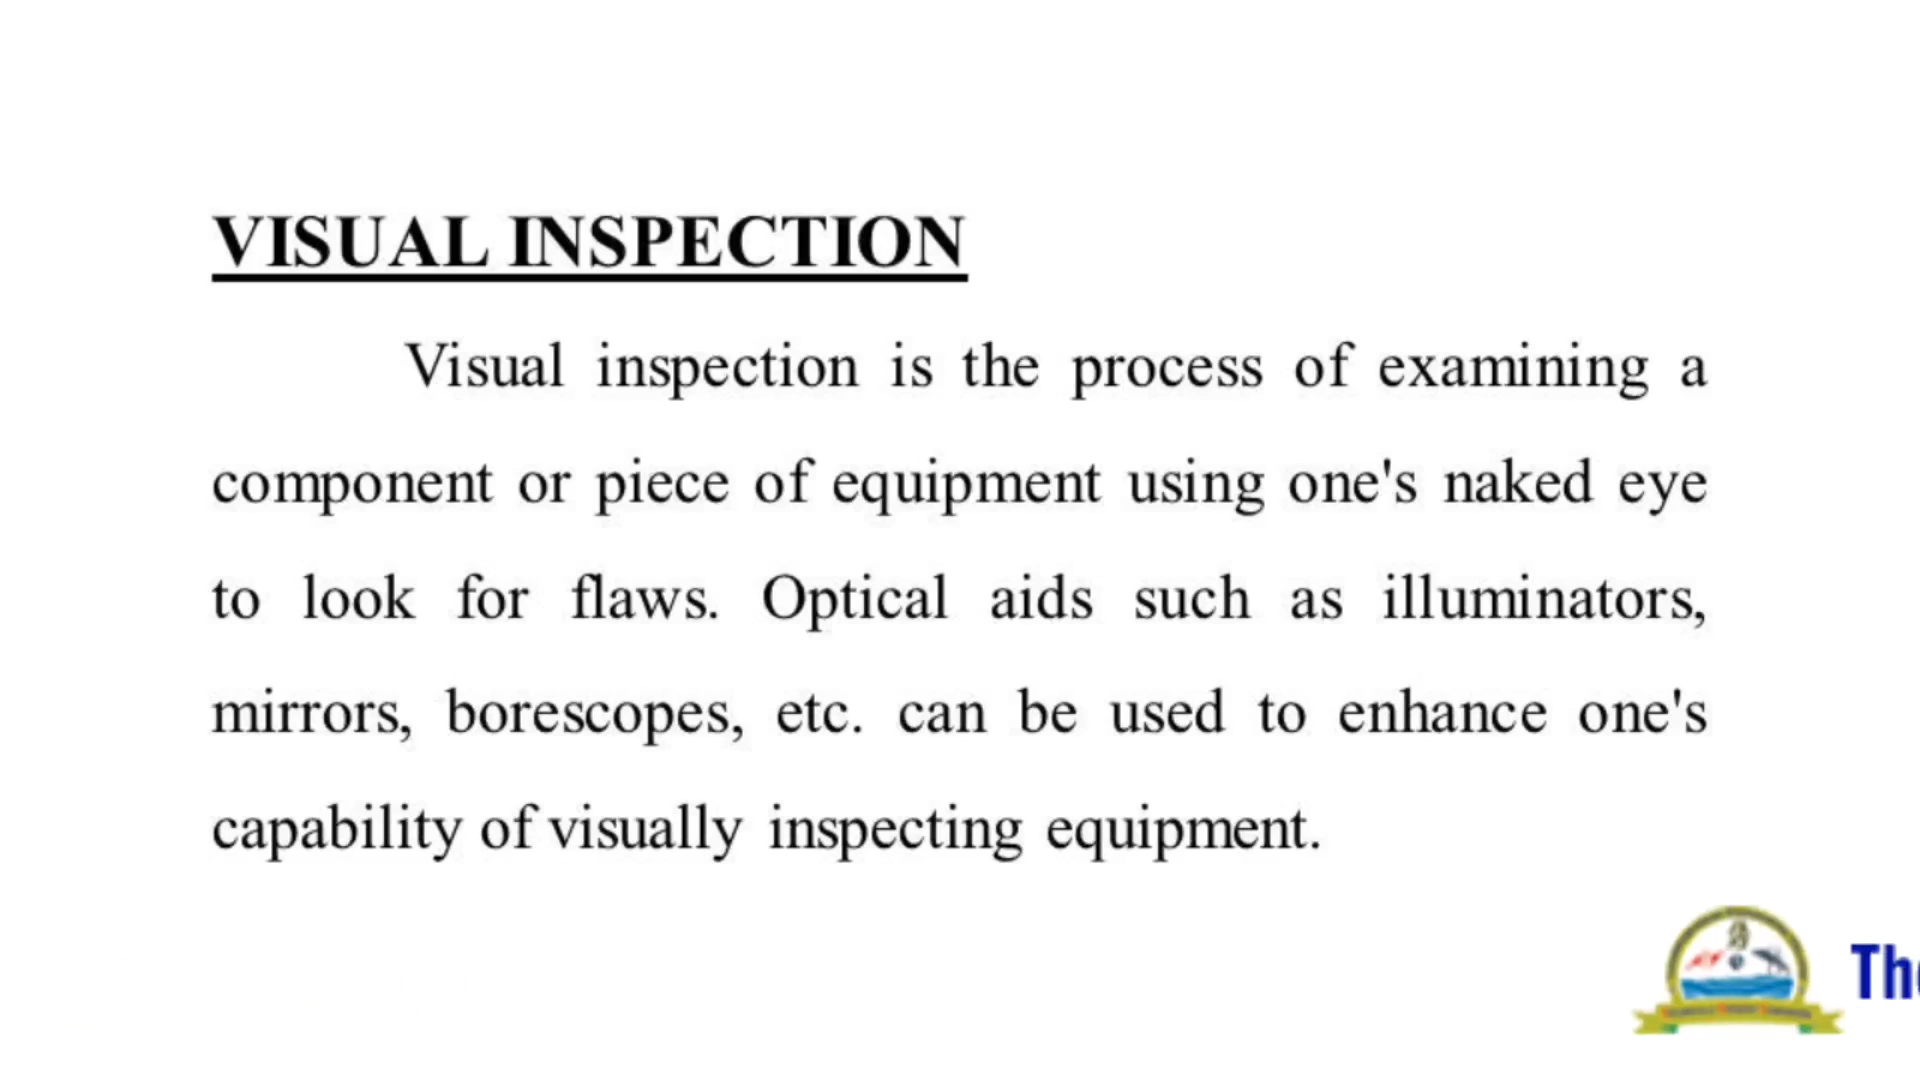 VISUAL INSPECTION
Visual inspection is the process of examining a
component or piece of equipment using one's naked eye
to look for flaws. Optical aids such as illuminators,
mirrors, borescopes, etc. can be used to enhance one's
capability of visually inspecting equipment.